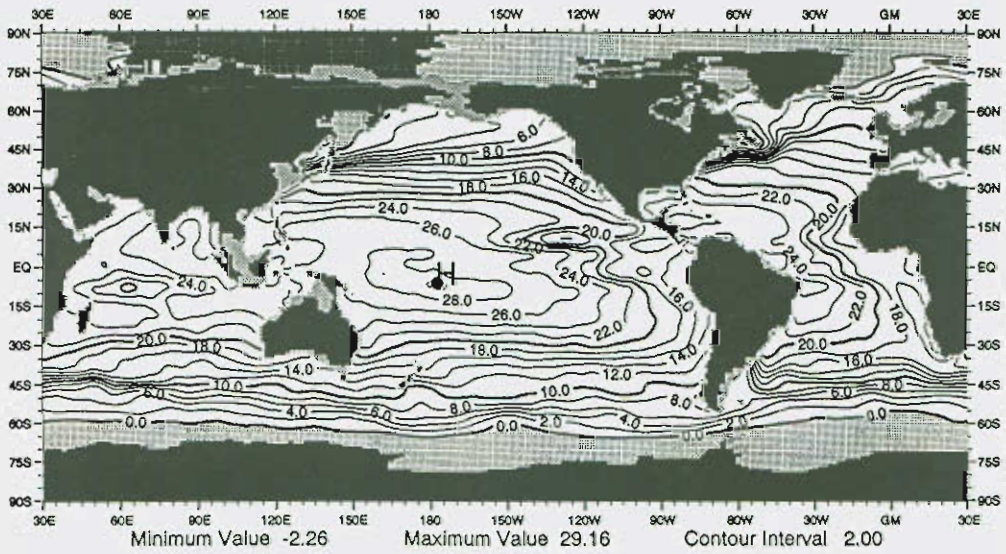 30E 60E 90E 120E 150E 180 150W 120W 90W 60W 30W GM 30E
90N 90N
75N 75N
60N 60N
6.0
8.0
45N 10.0 45N
16.0 14.0
30N 18.0 22.0 30N
24.0 20.0
15N 26.0 22.0 20.0 15N
EQ 24.0 H 24.0 24.0 EQ
28.0 16.0 18.0
15S 26.0 22.0 22.0 15S
30S 20.0 18.0 18.0 14.0 20.0 16.0 30S
14.0 12.0
45S 10.0 10.0 8.0 8.0 45S
6.0 8.0 6.0
4.0 6.0 4.0 2.0
60S 0.0 0.0 2.0 0.0 0.0 60S
75S 75S
90S 90S
30E 60E 90E 120E 150E 180 150W 120W 90W 60W 30W GM 30E
Minimum Value -2.26 Maximum Value 29.16 Contour Interval 2.00